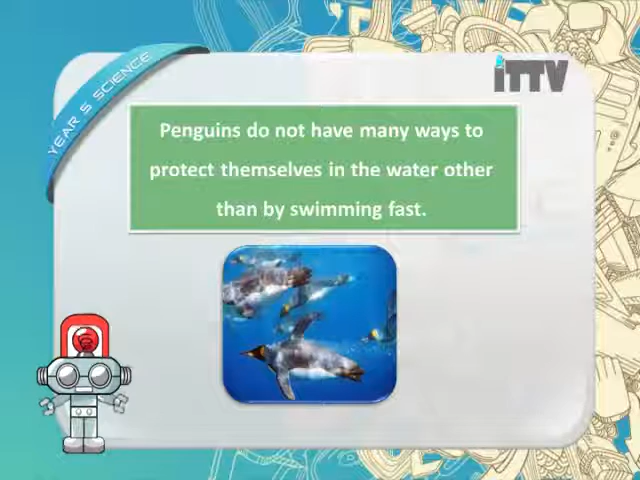 YEAR 5 SCIENCE
iTTV
Penguins do not have many ways to
protect themselves in the water other
than by swimming fast.